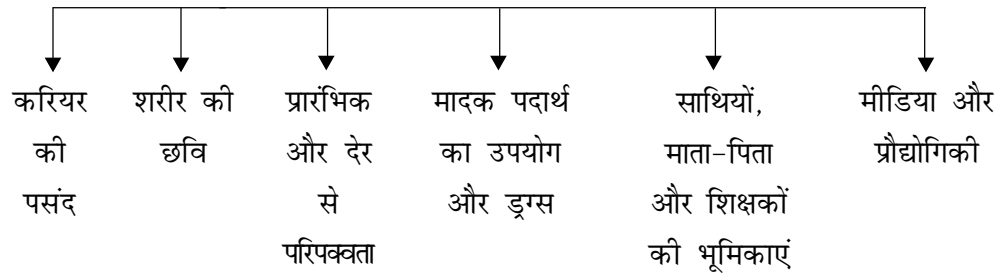 करियर
की
पसंद
शरीर की
छवि
प्रारंभिक
और देर
से
परिपक्वता
मादक पदार्थ
का उपयोग
और ड्रग्स
साथियों,
माता-पिता
और शिक्षकों
की भूमिकाएं
मीडिया और
प्रौद्योगिकी